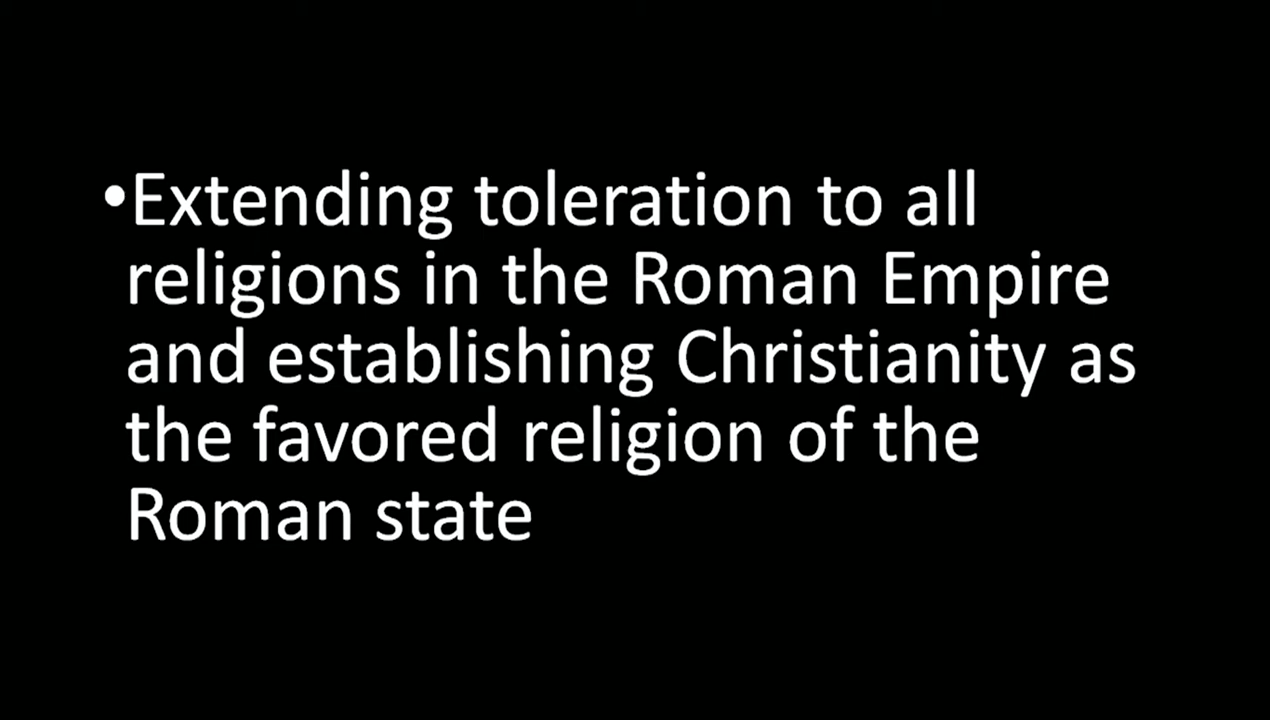 •Extending toleration to all
religions in the Roman Empire
and establishing Christianity as
the favored religion of the
Roman state